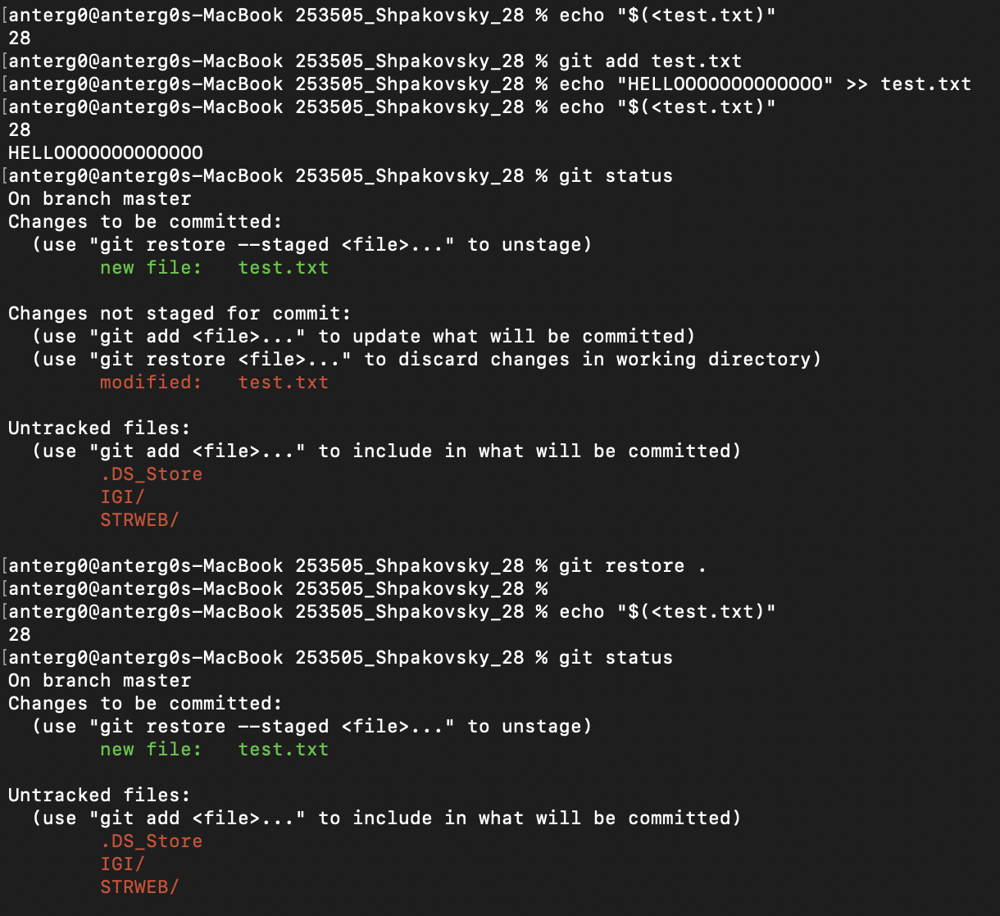 [anterg0@anterg0s-MacBook 253505_Shpakovsky_28 % echo "$(<test.txt)"
28
[anterg0@anterg0s-MacBook 253505_Shpakovsky_28 % git add test.txt
[anterg0@anterg0s-MacBook 253505_Shpakovsky_28 % echo "HELLOOOOOOOOOOOOO" >> test.txt
[anterg0@anterg0s-MacBook 253505_Shpakovsky_28 % echo "$(<test.txt)"
28
HELLOOOOOOOOOOOOO
[anterg0@anterg0s-MacBook 253505_Shpakovsky_28 % git status
On branch master
Changes to be committed:
  (use "git restore --staged <file>..." to unstage)
        new file:   test.txt

Changes not staged for commit:
  (use "git add <file>..." to update what will be committed)
  (use "git restore <file>..." to discard changes in working directory)
        modified:   test.txt

Untracked files:
  (use "git add <file>..." to include in what will be committed)
        .DS_Store
        IGI/
        STRWEB/

[anterg0@anterg0s-MacBook 253505_Shpakovsky_28 % git restore .
[anterg0@anterg0s-MacBook 253505_Shpakovsky_28 %
[anterg0@anterg0s-MacBook 253505_Shpakovsky_28 % echo "$(<test.txt)"
28
[anterg0@anterg0s-MacBook 253505_Shpakovsky_28 % git status
On branch master
Changes to be committed:
  (use "git restore --staged <file>..." to unstage)
        new file:   test.txt

Untracked files:
  (use "git add <file>..." to include in what will be committed)
        .DS_Store
        IGI/
        STRWEB/